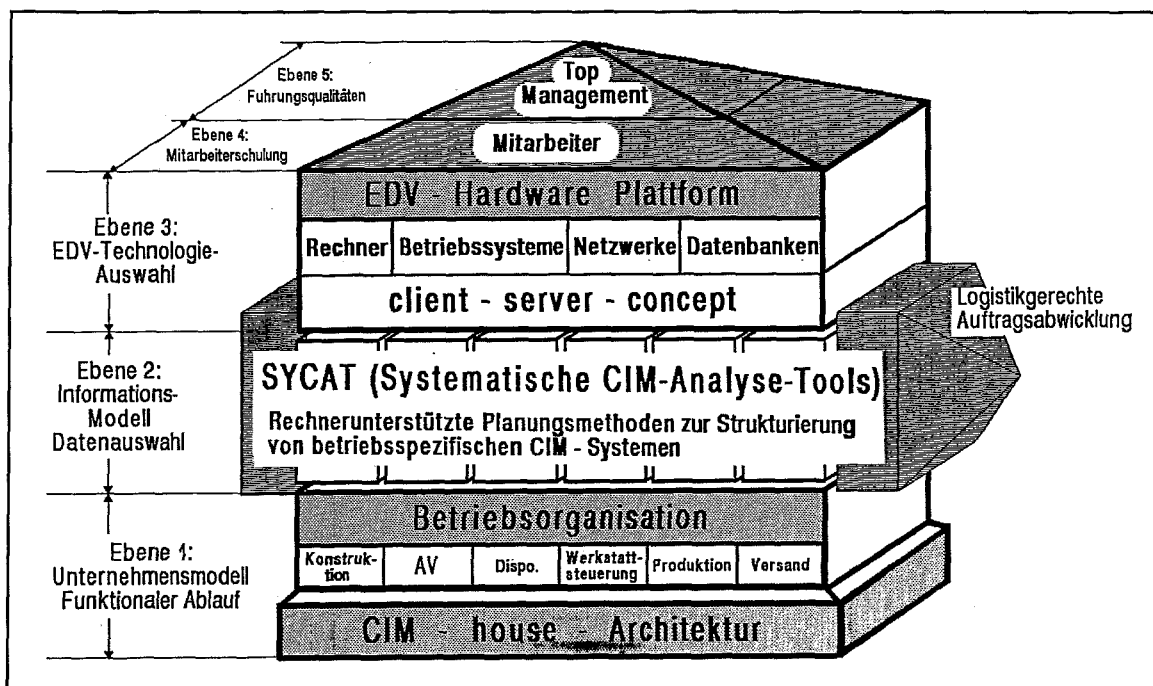 Ebene 5:
Fuhrungsqualitäten
Ebene 4:
Mitarbeiterschulung
Top
Management
Mitarbeiter
Ebene 3:
EDV-Technologie-
Auswahl
EDV - Hardware Plattform
Rechner Betriebssysteme Netzwerke Datenbanken
client - server - concept
Logistikgerechte
Auftragsabwicklung
Ebene 2:
Informations-
Modell
Datenauswahl
SYCAT (Systematische CIM-Analyse-Tools)
Rechnerunterstützte Planungsmethoden zur Strukturierung
von betriebsspezifischen CIM - Systemen
Ebene 1:
Unternehmensmodell
Funktionaler Ablauf
Betriebsorganisation
Konstruk-
tion
AV
Dispo.
Werkstatt-
steuerung
Produktion
Versand
CIM - house - Architektur